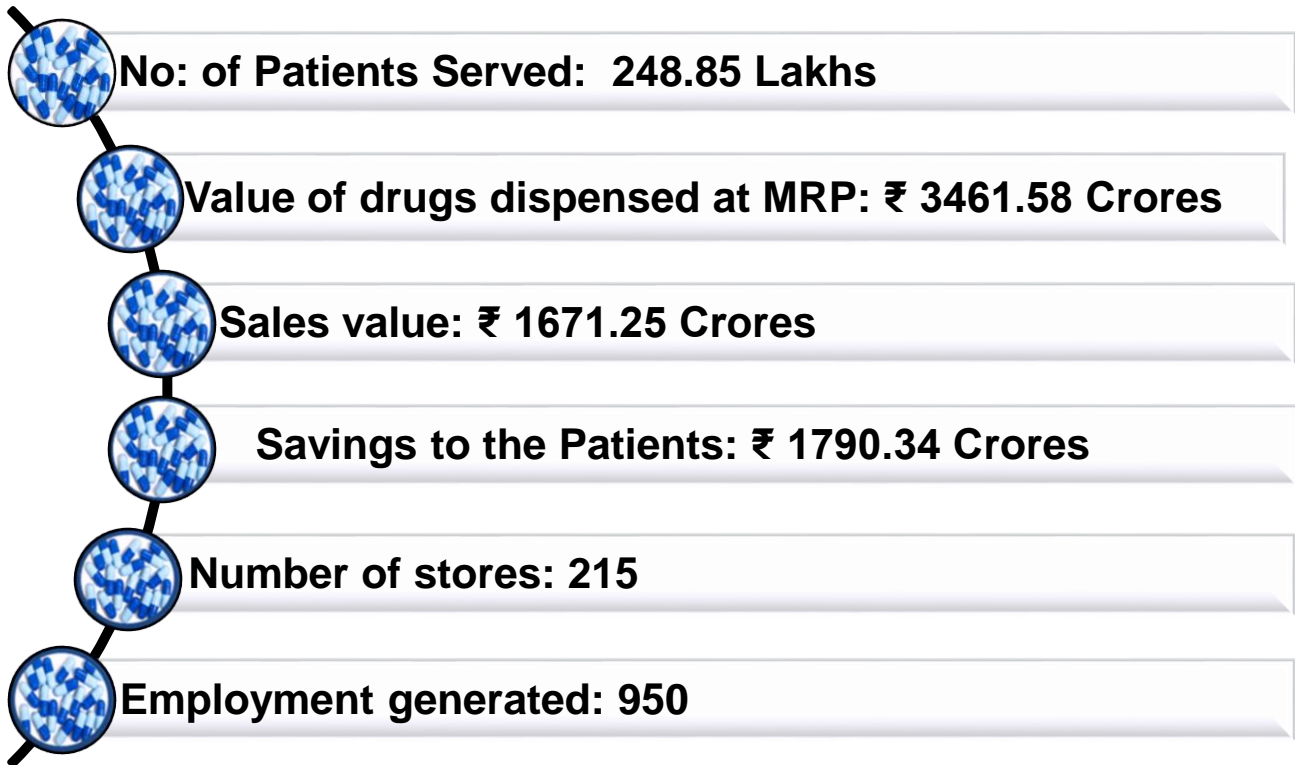 No: of Patients Served: 248.85 Lakhs
Value of drugs dispensed at MRP: ₹ 3461.58 Crores
Sales value: ₹ 1671.25 Crores
Savings to the Patients: ₹ 1790.34 Crores
Number of stores: 215
Employment generated: 950